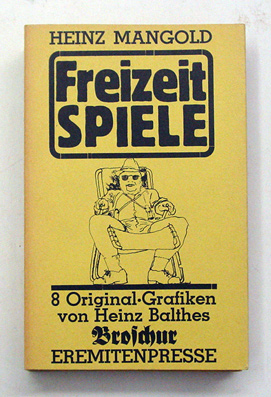 HEINZ MANGOLD
Freizeit
SPIELE
8 Original-Grafiken
von Heinz Balthes
Broschur
EREMITENPRESSE